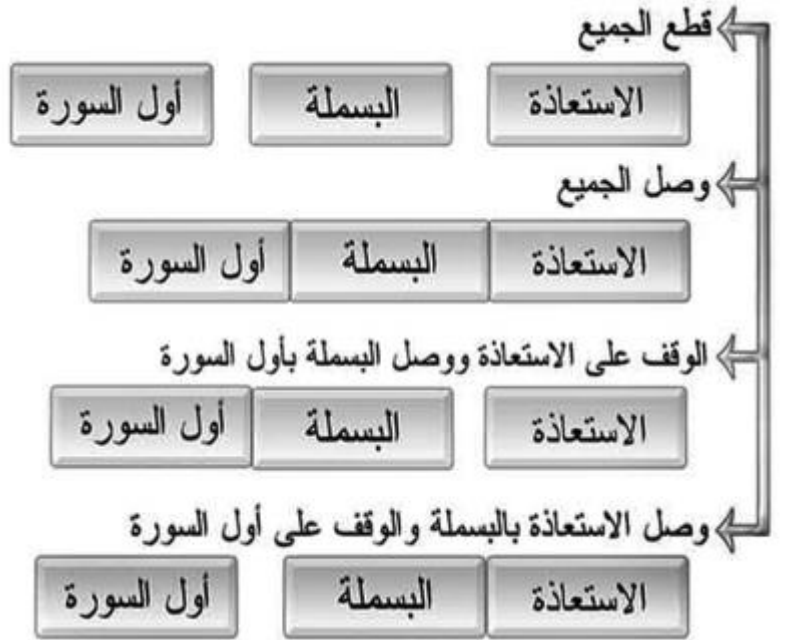 قطع الجميع
الاستعاذة البسملة أول السورة
وصل الجميع
الاستعاذة البسملة أول السورة
الوقف على الاستعاذة ووصل البسملة بأول السورة
الاستعاذة البسملة أول السورة
وصل الاستعاذة بالبسملة والوقف على أول السورة
الاستعاذة البسملة أول السورة